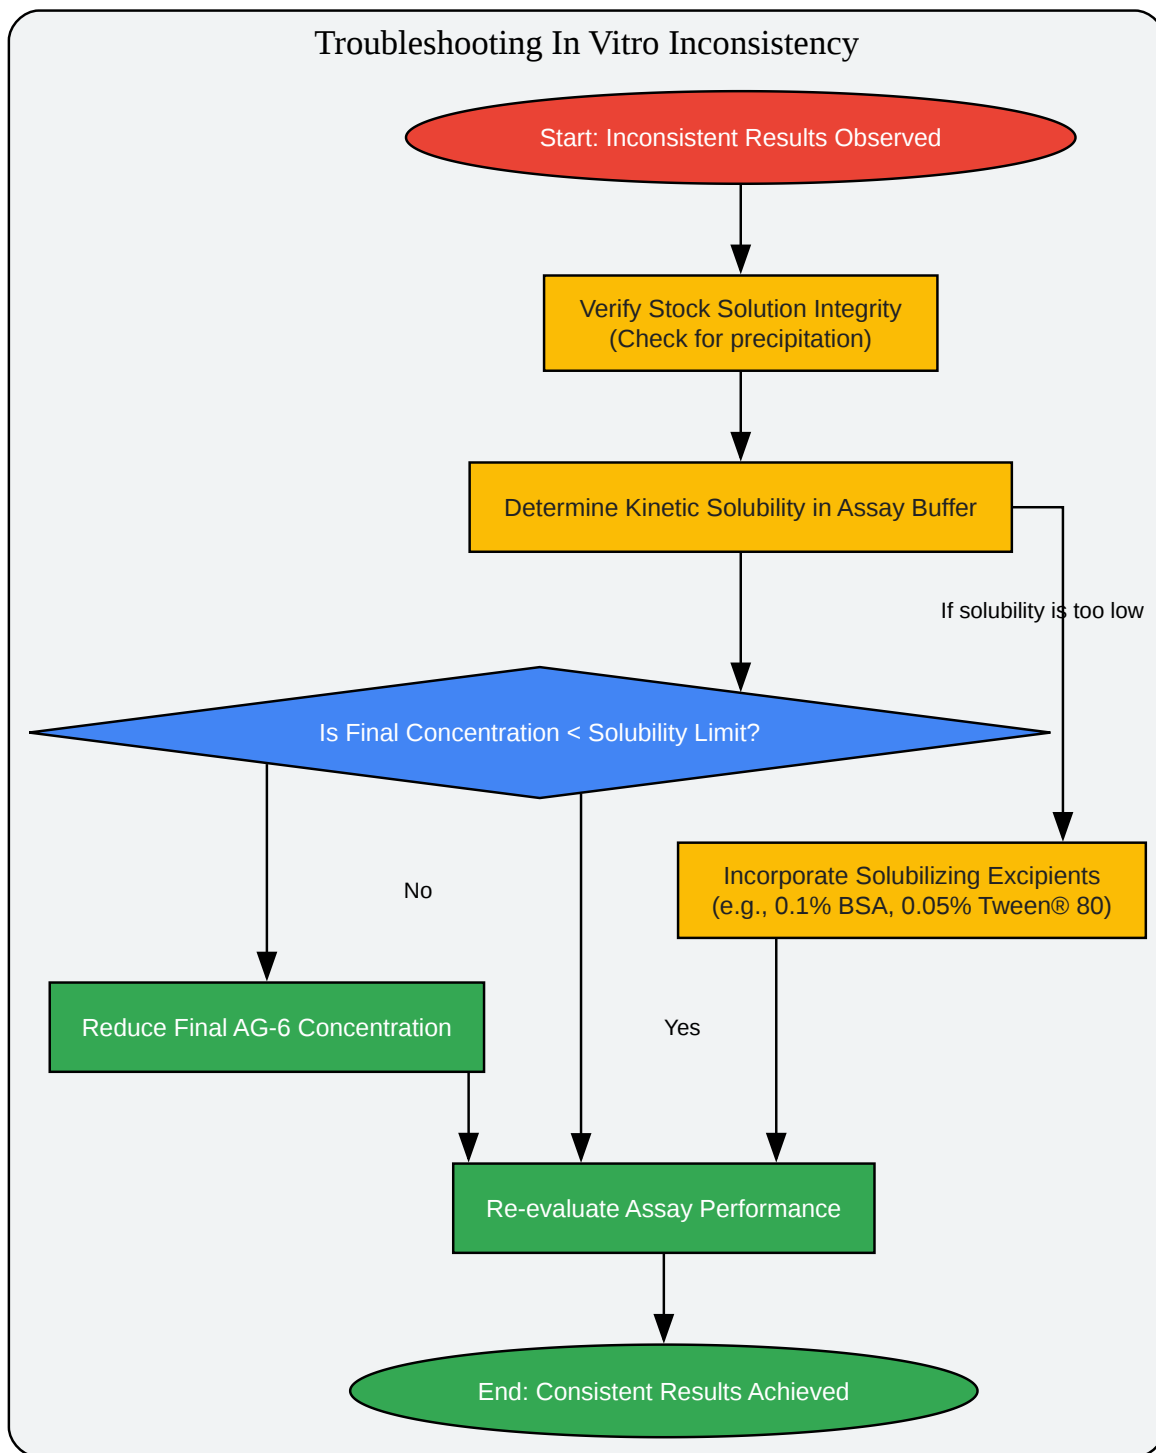 Troubleshooting In Vitro Inconsistency
Start: Inconsistent Results Observed
Verify Stock Solution Integrity
(Check for precipitation)
Determine Kinetic Solubility in Assay Buffer
If solubility is too low
Is Final Concentration < Solubility Limit?
Incorporate Solubilizing Excipients
(e.g., 0.1% BSA, 0.05% Tween® 80)
No
Reduce Final AG-6 Concentration
Yes
Re-evaluate Assay Performance
End: Consistent Results Achieved